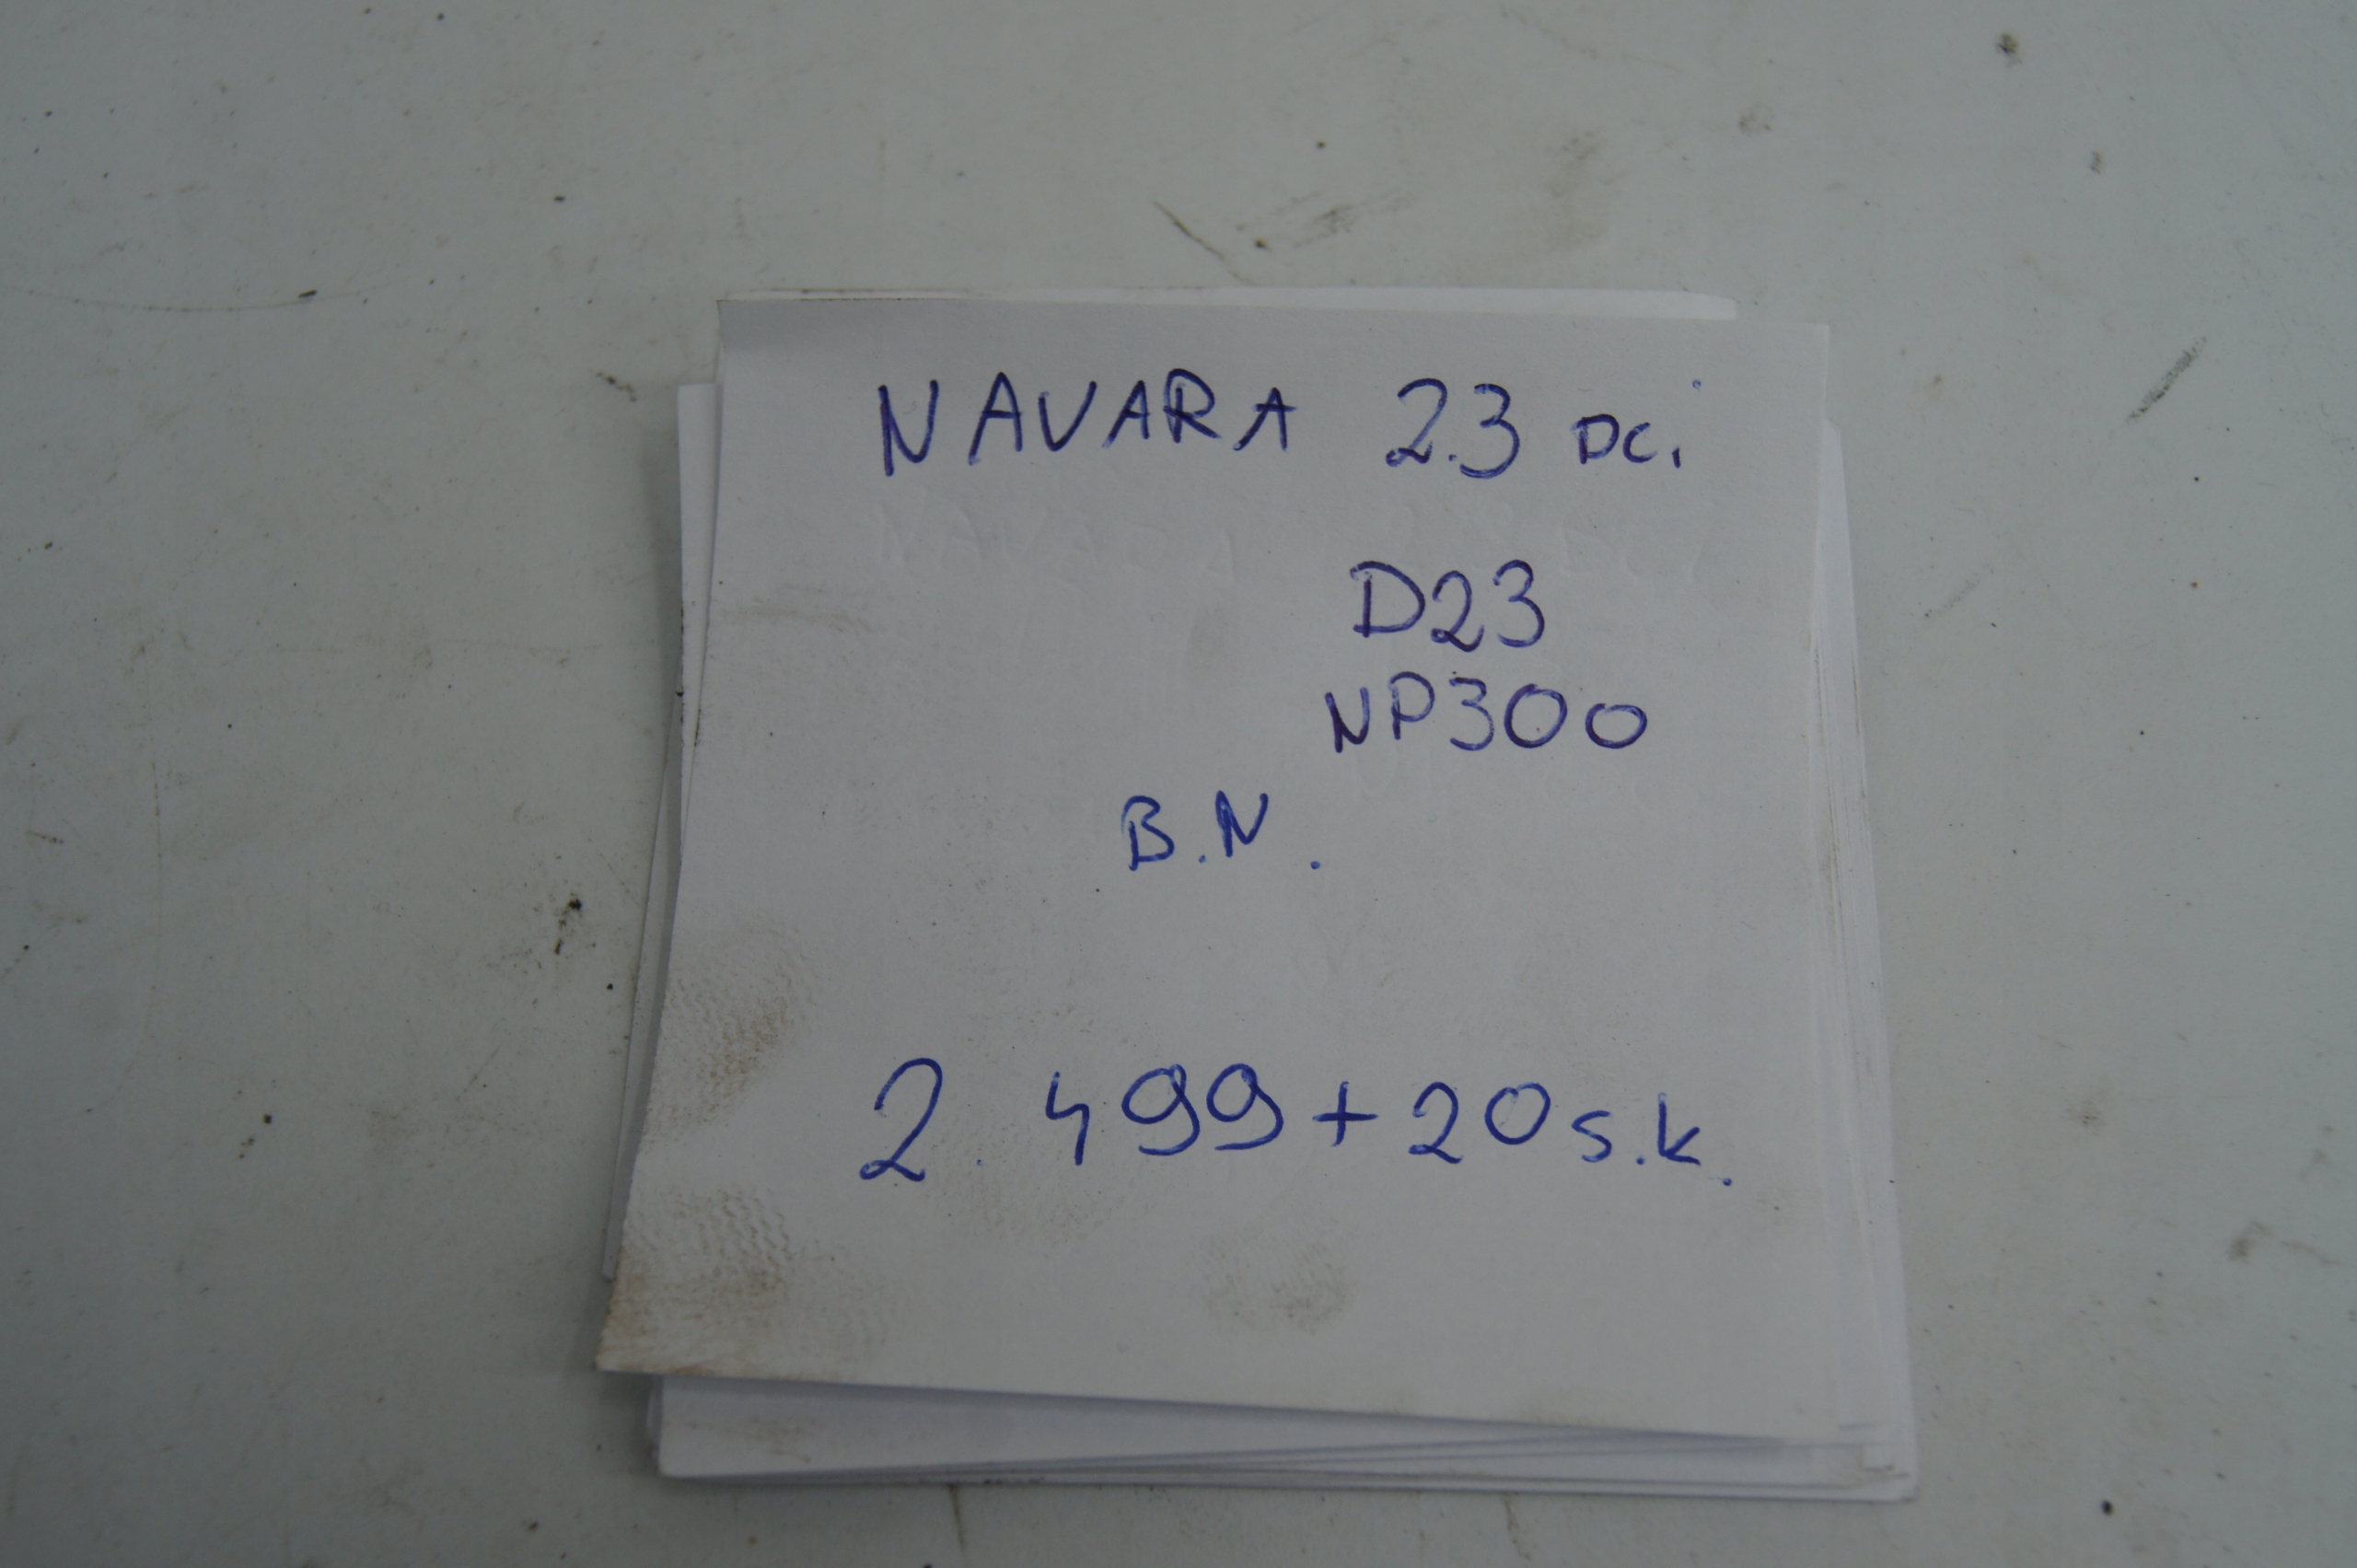 NAVARA 2.3 DCi
D23
NP300
B.N.
2.499+20s.k.